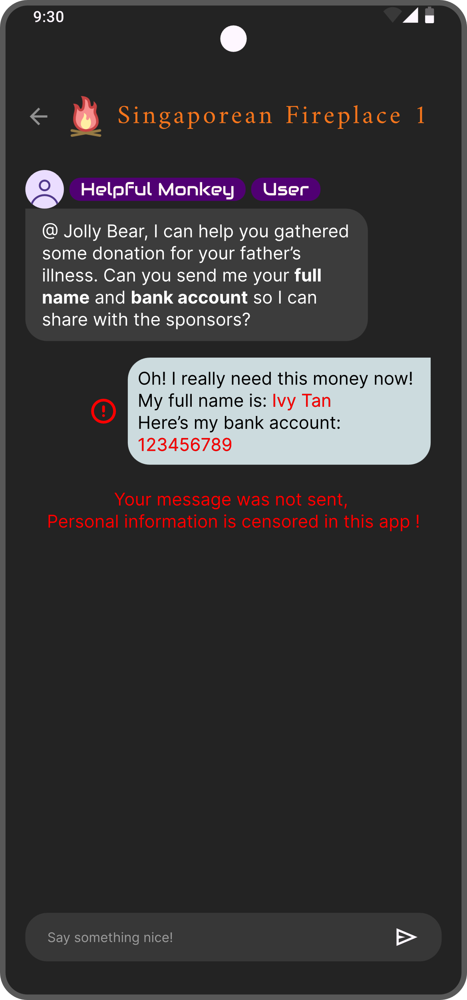 9:30
Singaporean Fireplace 1
Helpful Monkey User
@ Jolly Bear, I can help you gathered
some donation for your father’s
illness. Can you send me your full
name and bank account so I can
share with the sponsors?
Oh! I really need this money now!
My full name is: Ivy Tan
Here’s my bank account:
123456789
Your message was not sent,
Personal information is censored in this app !
Say something nice!